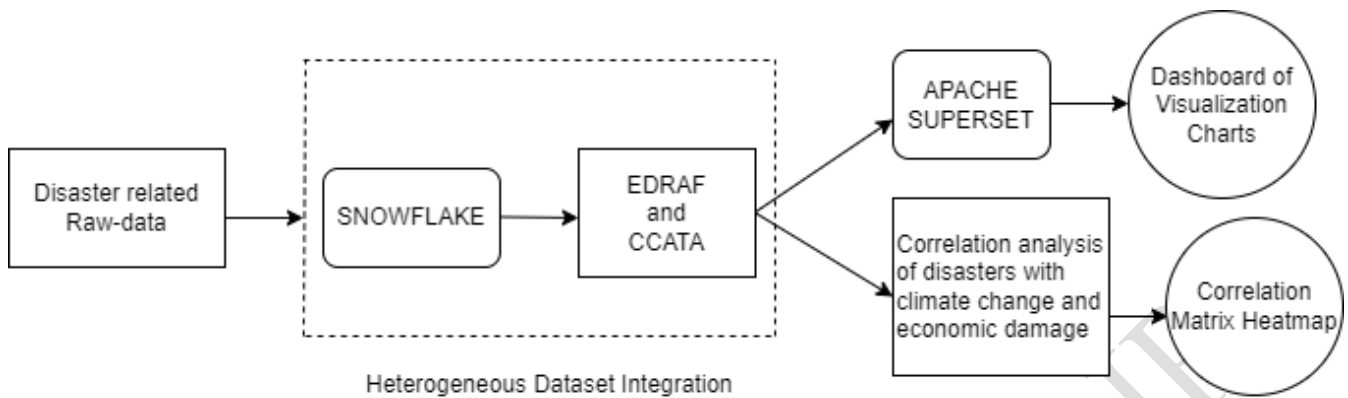 Disaster related
Raw-data
SNOWFLAKE
EDRAF
and
CCATA
Heterogeneous Dataset Integration
APACHE
SUPERSET
Dashboard of
Visualization
Charts
Correlation analysis
of disasters with
climate change and
economic damage
Correlation
Matrix Heatmap